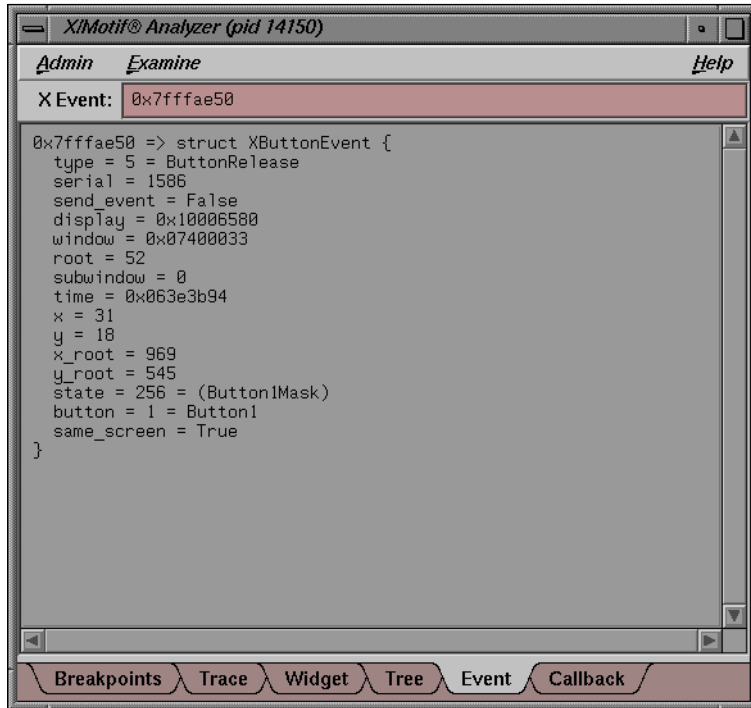 X/Motif® Analyzer (pid 14150)
Admin Examine Help
X Event: 0x7fffae50
0x7fffae50 => struct XButtonEvent {
type = 5 = ButtonRelease
serial = 1586
send_event = False
display = 0x10006580
window = 0x07400033
root = 52
subwindow = 0
time = 0x063e3b94
x = 31
y = 18
x_root = 969
y_root = 545
state = 256 = (Button1Mask)
button = 1 = Button1
same_screen = True
}
Breakpoints Trace Widget Tree Event Callback